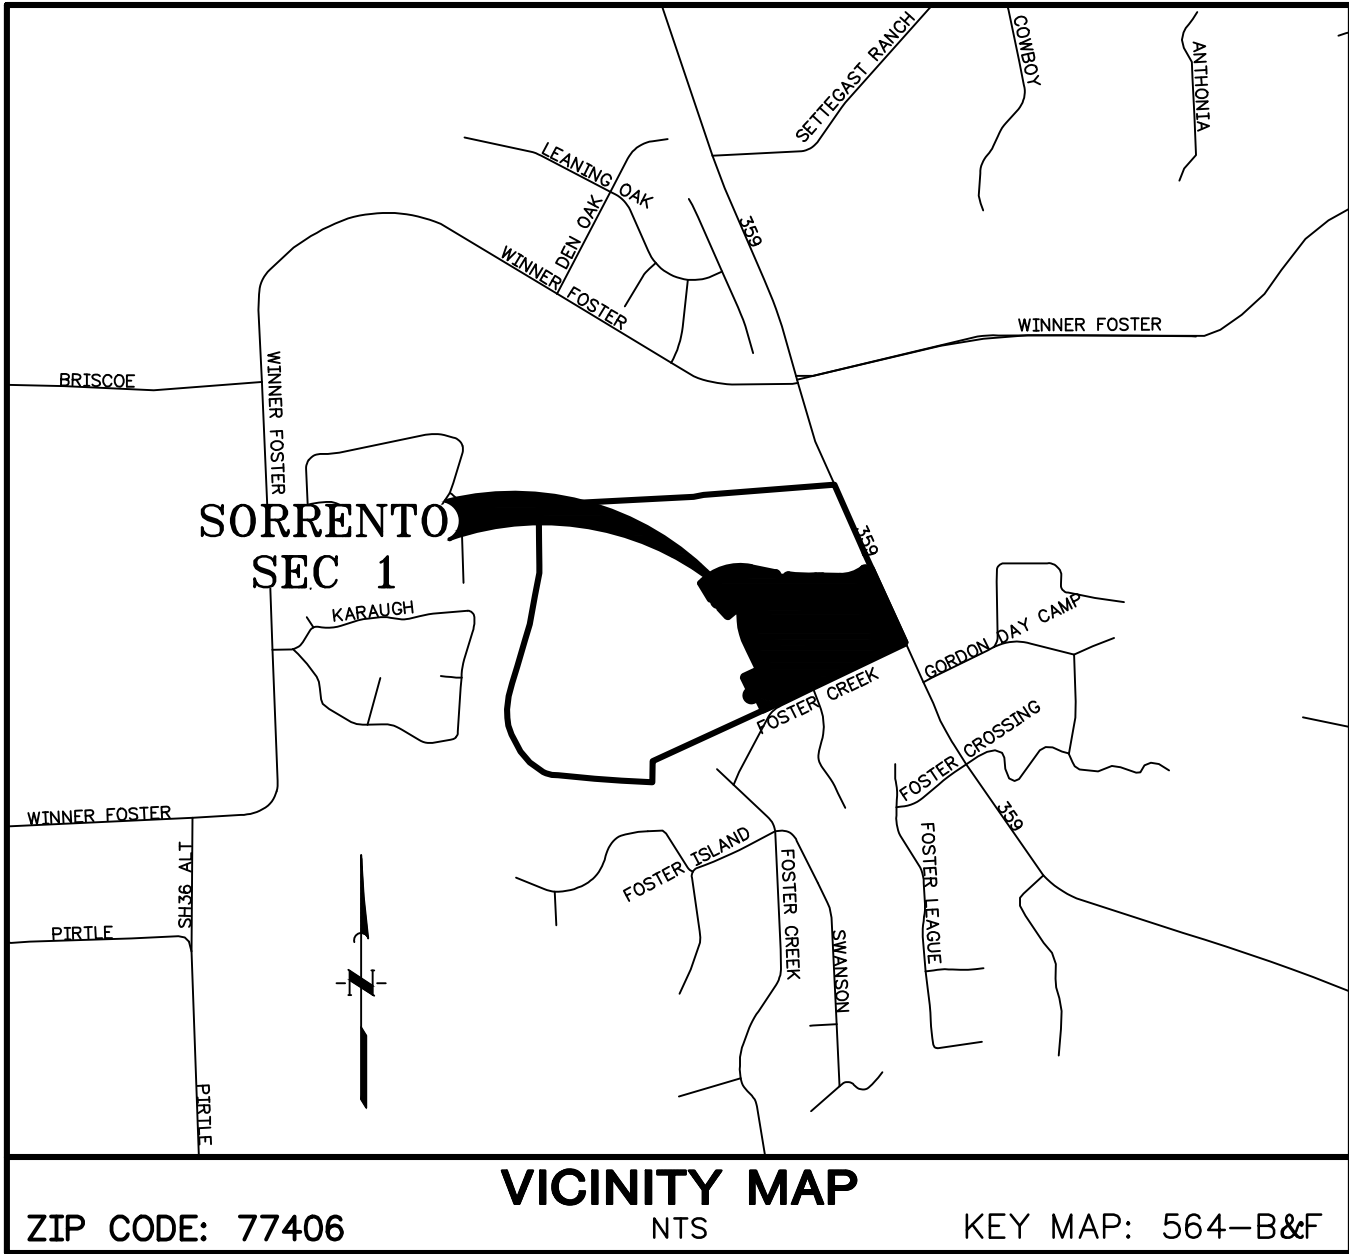 SETTEGAST RANCH
COWBOY
ANTHONIA
LEANING OAK
DEN OAK
359
WINNER FOSTER
WINNER FOSTER
BRISCOE
WINNER FOSTER
SORRENTO
SEC 1
359
KARAUGH
GORDON DAY CAMP
FOSTER CREEK
FOSTER CROSSING
WINNER FOSTER
359
SH36 ALT
FOSTER ISLAND
FOSTER CREEK
FOSTER LEAGUE
PIRTLE
SWANSON
N
PIRTLE
VICINITY MAP
ZIP CODE: 77406
NTS
KEY MAP: 564-B&F